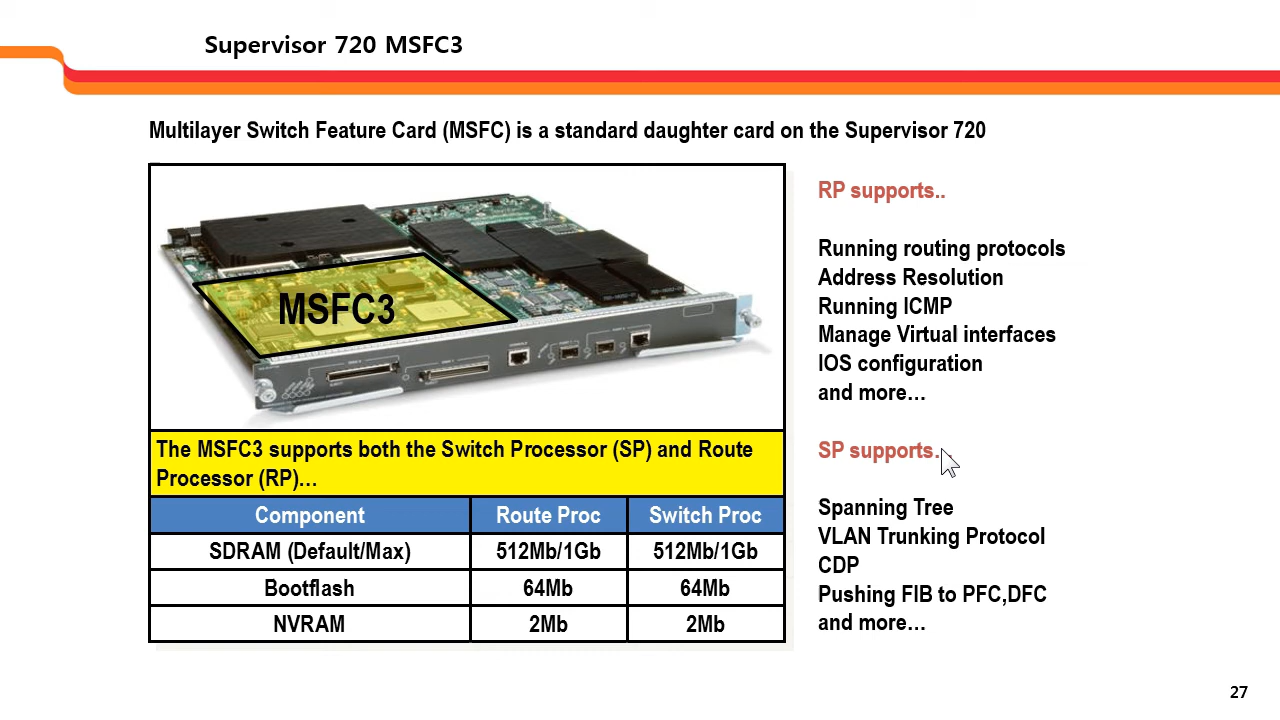 Supervisor 720 MSFC3
Multilayer Switch Feature Card (MSFC) is a standard daughter card on the Supervisor 720
MSFC3
The MSFC3 supports both the Switch Processor (SP) and Route
Processor (RP)…
Component Route Proc Switch Proc
SDRAM (Default/Max) 512Mb/1Gb 512Mb/1Gb
Bootflash 64Mb 64Mb
NVRAM 2Mb 2Mb
RP supports..
Running routing protocols
Address Resolution
Running ICMP
Manage Virtual interfaces
IOS configuration
and more…
SP supports.
Spanning Tree
VLAN Trunking Protocol
CDP
Pushing FIB to PFC,DFC
and more…
27